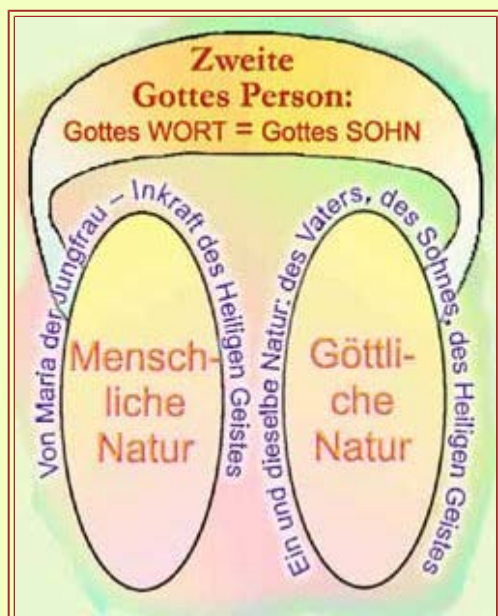 Zweite
Gottes Person:
Gottes WORT = Gottes SOHN
Von Maria der Jungfrau – Inkraft des Heiligen Geistes
Mensch-
liche
Natur
Ein und dieselbe Natur: des Vaters, des Sohnes, des Heiligen Geistes
Göttli-
che
Natur